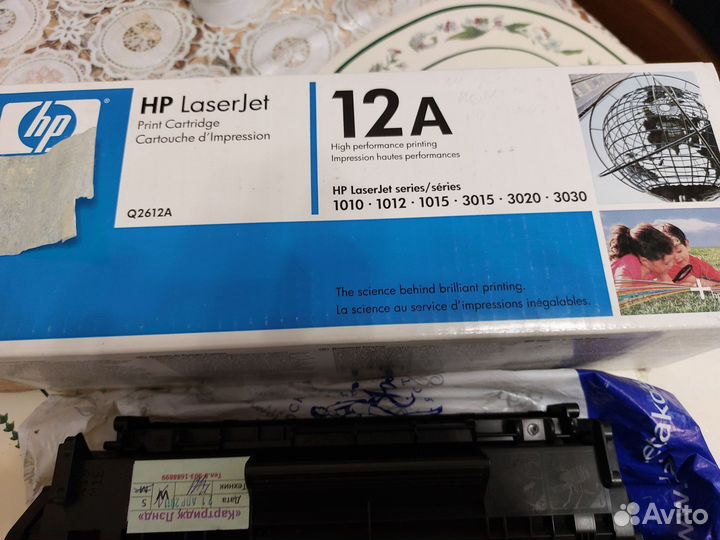 hp
HP LaserJet
Print Cartridge
Cartouche d'Impression
Q2612A
12A
High performance printing
Impression hautes performances
HP LaserJet series/séries
1010 · 1012 · 1015 · 3015 · 3020 · 3030
The science behind brilliant printing.
La science au service d'impressions inégalables.
«Картридж Лэнд»
Дата
Техник
21 АПР
Avito